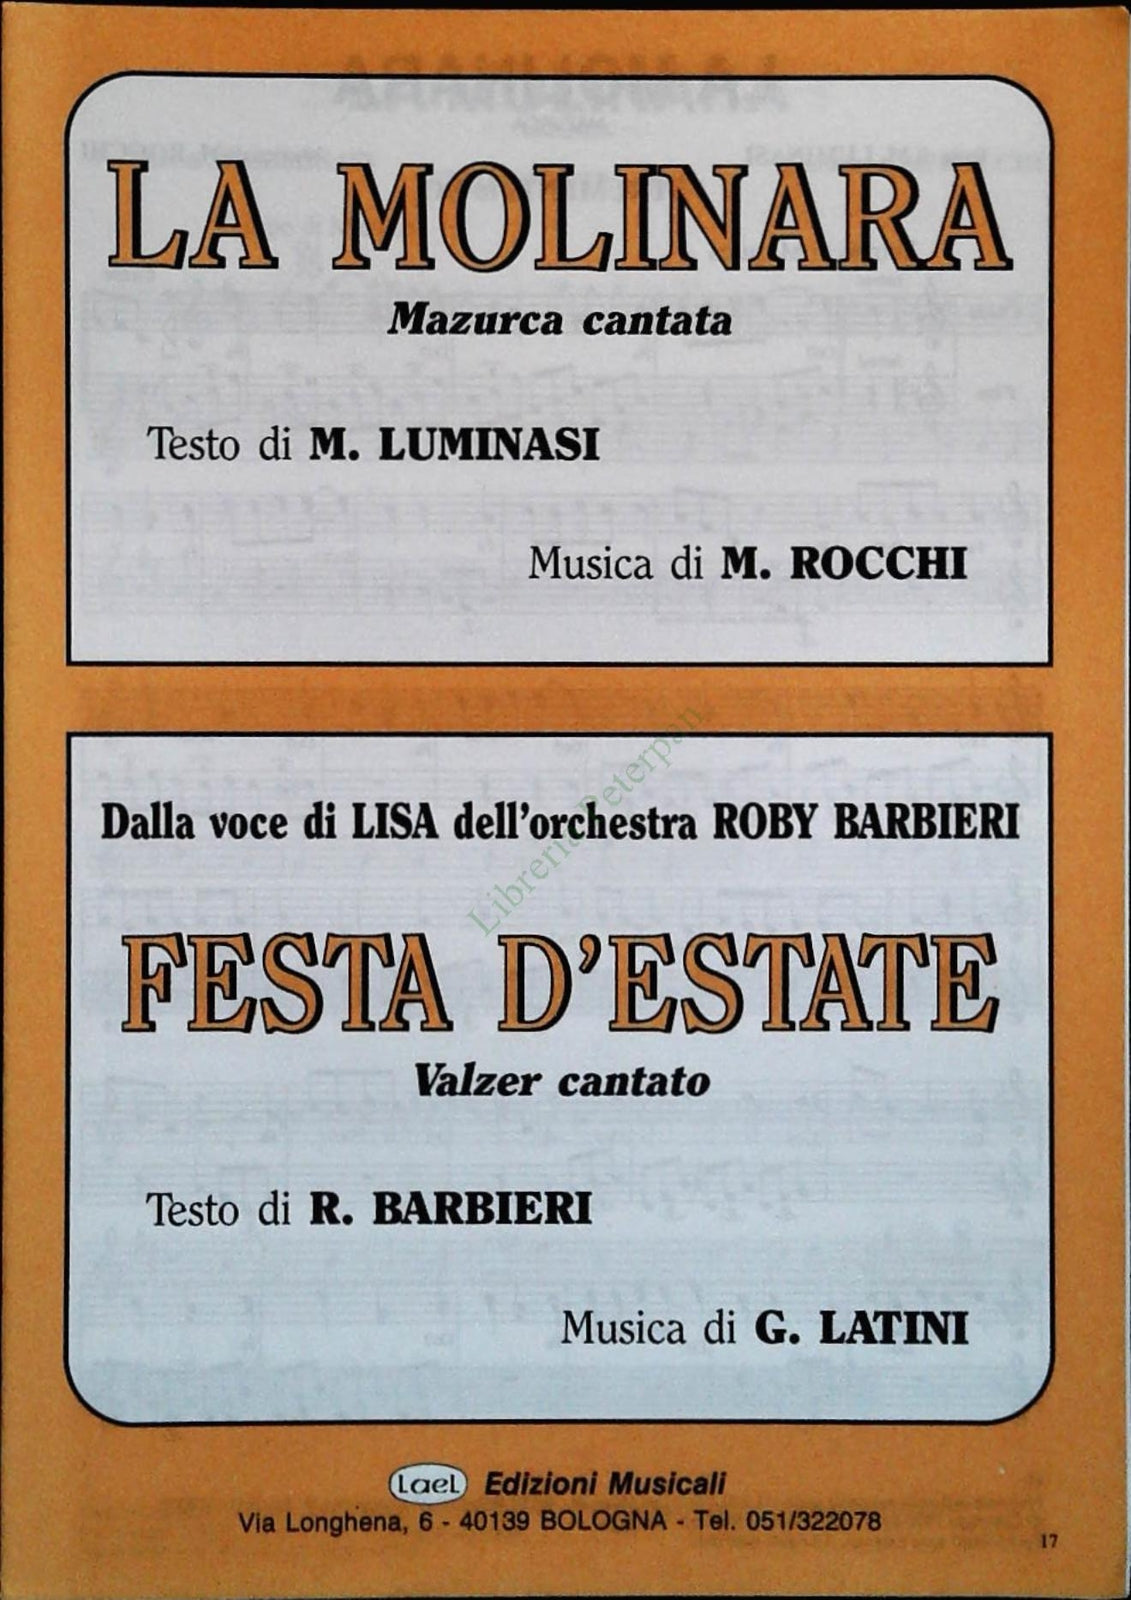 LA MOLINARA
Mazurca cantata
Testo di M. LUMINASI
Musica di M. ROCCHI
Dalla voce di LISA dell'orchestra ROBY BARBIERI
FESTA D'ESTATE
Valzer cantato
Testo di R. BARBIERI
Musica di G. LATINI
Lael Edizioni Musicali
Via Longhena, 6 - 40139 BOLOGNA - Tel. 051/322078
17
Libreria Peterpan